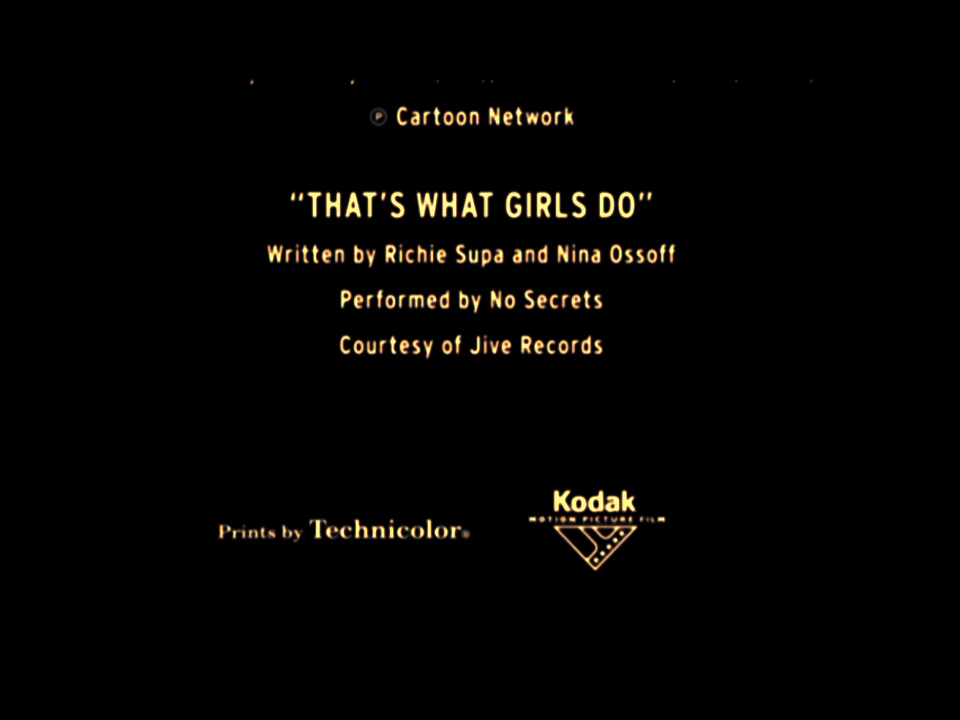 ℗ Cartoon Network
"THAT'S WHAT GIRLS DO"
Written by Richie Supa and Nina Ossoff
Performed by No Secrets
Courtesy of Jive Records
Prints by Technicolor®
Kodak
MOTION PICTURE FILM